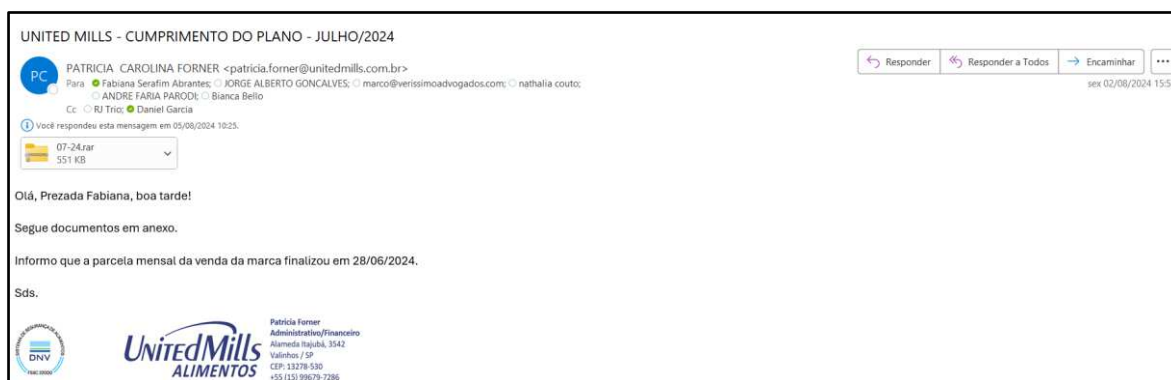 UNITED MILLS - CUMPRIMENTO DO PLANO - JULHO/2024
PC
PATRICIA CAROLINA FORNER <patricia.forner@unitedmills.com.br>
Para Fabiana Serafim Abrantes; JORGE ALBERTO GONCALVES; marco@verissimoadvogados.com; nathalia couto;
ANDRE FARIA PARODI; Bianca Bello
Cc RJ Trio; Daniel Garcia
Responder
Responder a Todos
Encaminhar
sex 02/08/2024 15:5
Você respondeu esta mensagem em 05/08/2024 10:25.
07-24.rar
551 KB
Olá, Prezada Fabiana, boa tarde!
Segue documentos em anexo.
Informo que a parcela mensal da venda da marca finalizou em 28/06/2024.
Sds.
DNV
UNITEDMills
ALIMENTOS
Patricia Forner
Administrativo/Financeiro
Alameda Itajubá, 3542
Valinhos / SP
CEP: 13278-530
+55 (15) 99679-7286